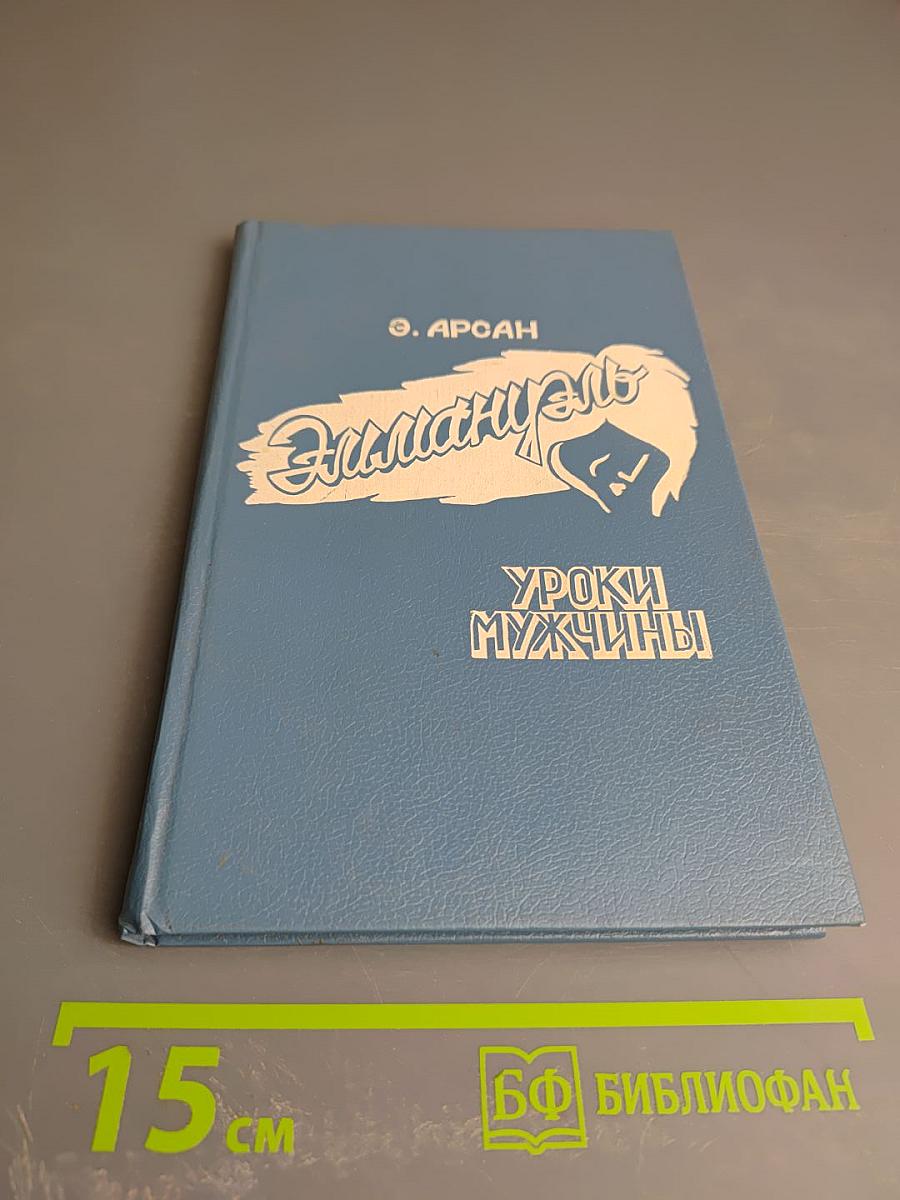 Э. АРСАН
Эммануэль
УРОКИ
МУЖЧИНЫ
15 см
БФ БИБЛИОФАН